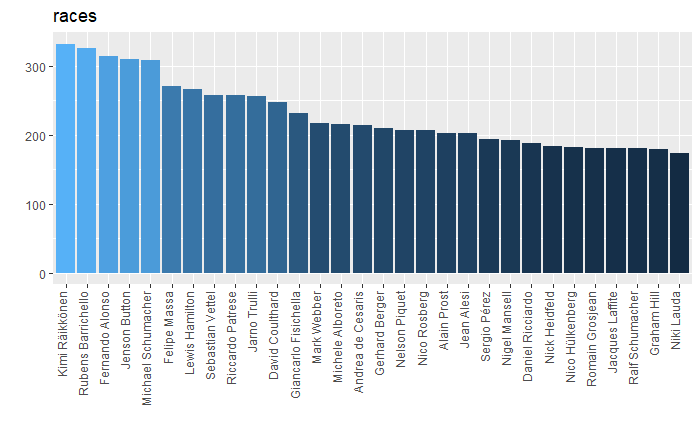 races
300
200
100
0
Kimi Räikkönen
Rubens Barrichello
Fernando Alonso
Jenson Button
Michael Schumacher
Felipe Massa
Lewis Hamilton
Sebastian Vettel
Riccardo Patrese
Jarno Trulli
David Coulthard
Giancarlo Fisichella
Mark Webber
Michele Alboreto
Andrea de Cesaris
Gerhard Berger
Nelson Piquet
Nico Rosberg
Alain Prost
Jean Alesi
Sergio Pérez
Nigel Mansell
Daniel Ricciardo
Nick Heidfeld
Nico Hülkenberg
Romain Grosjean
Jacques Laffite
Ralf Schumacher
Graham Hill
Niki Lauda